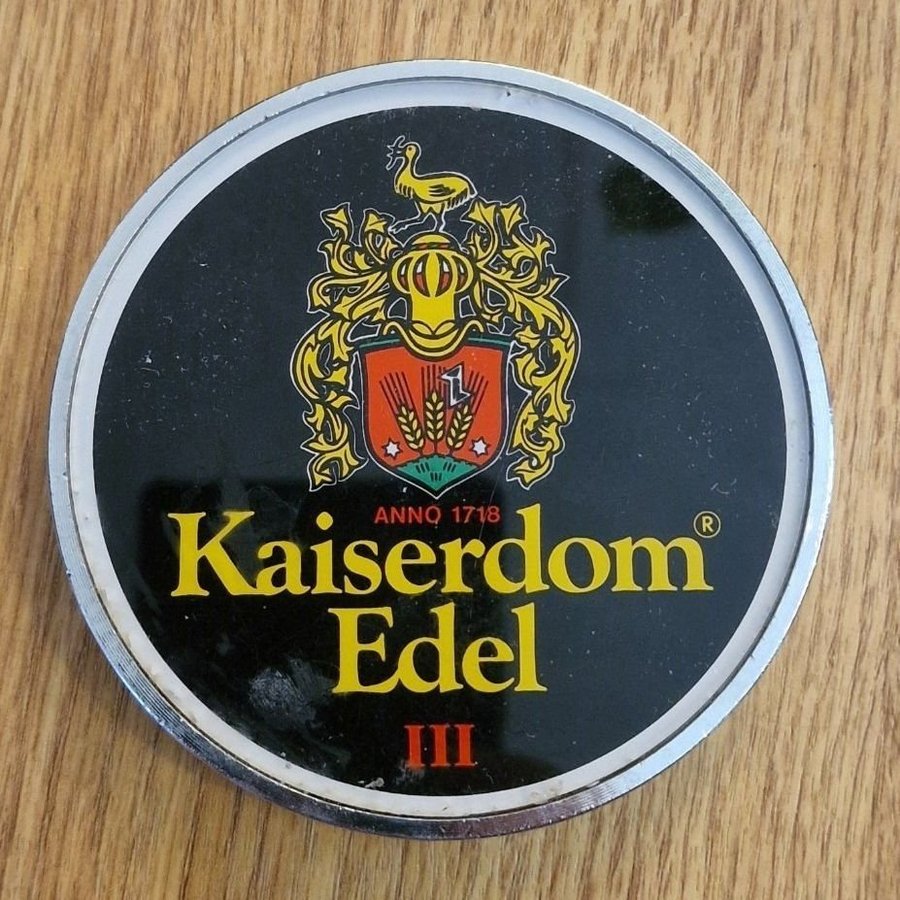 ANNO 1718
Kaiserdom®
Edel
III